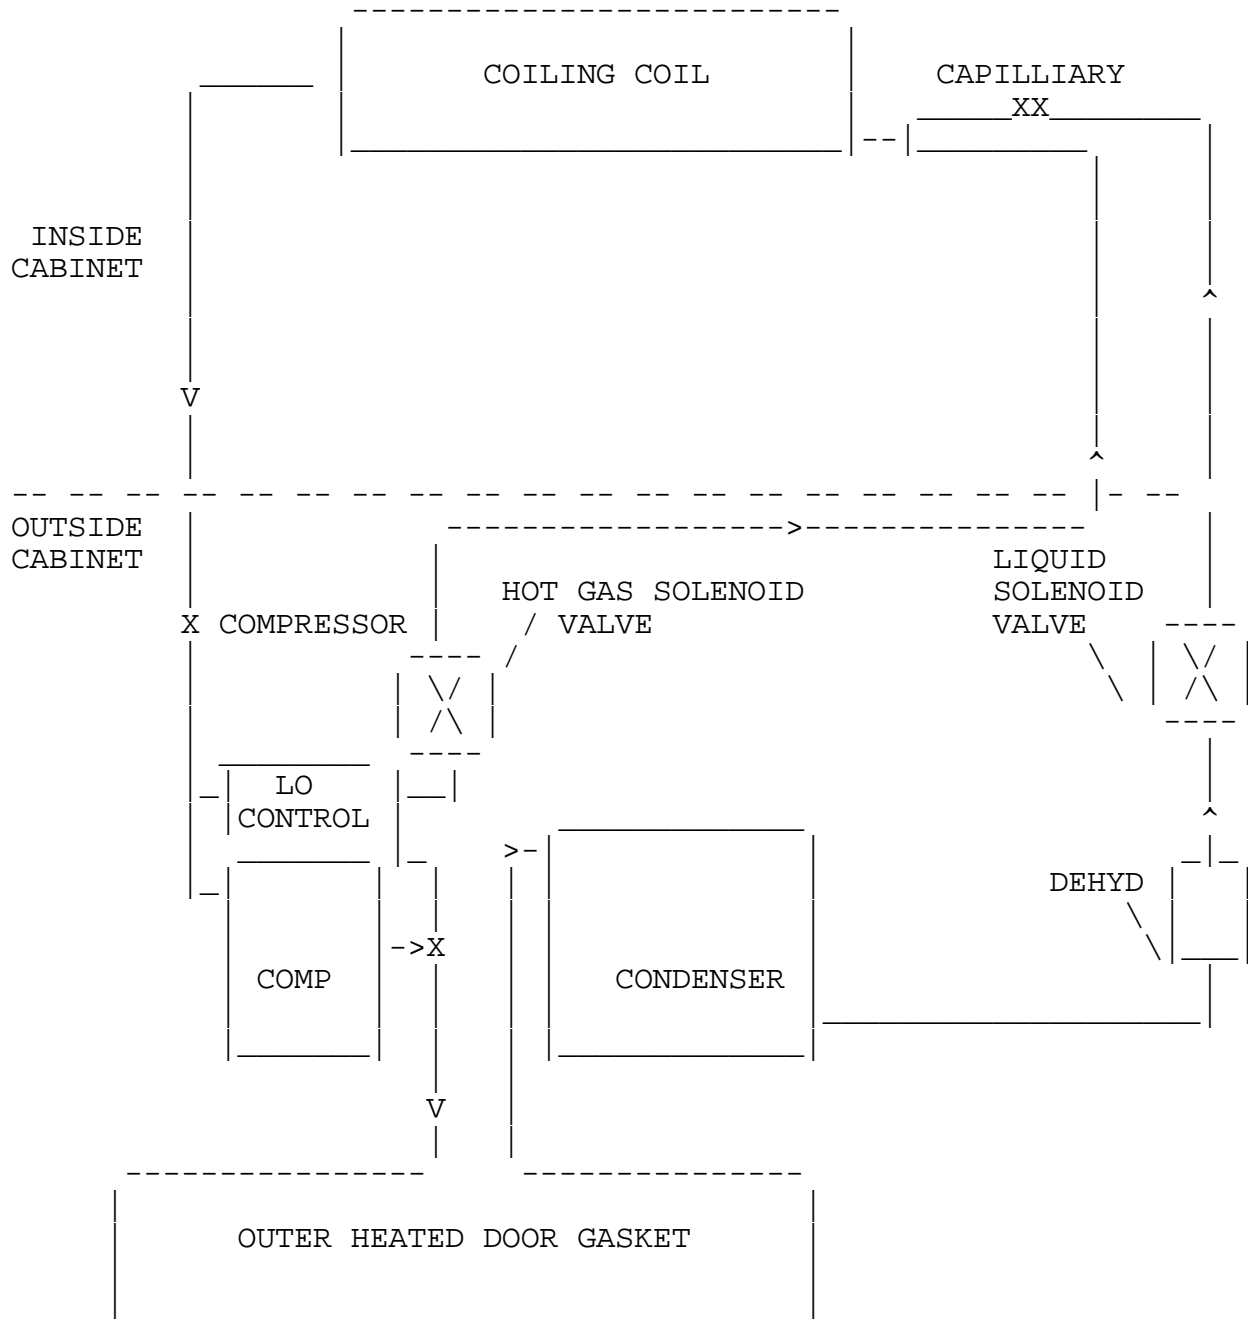 COILING COIL CAPILLIARY
XX
INSIDE
CABINET
V
OUTSIDE
CABINET
LIQUID
HOT GAS SOLENOID SOLENOID
X COMPRESSOR VALVE VALVE
LO
CONTROL
DEHYD
X
COMP CONDENSER
V
OUTER HEATED DOOR GASKET